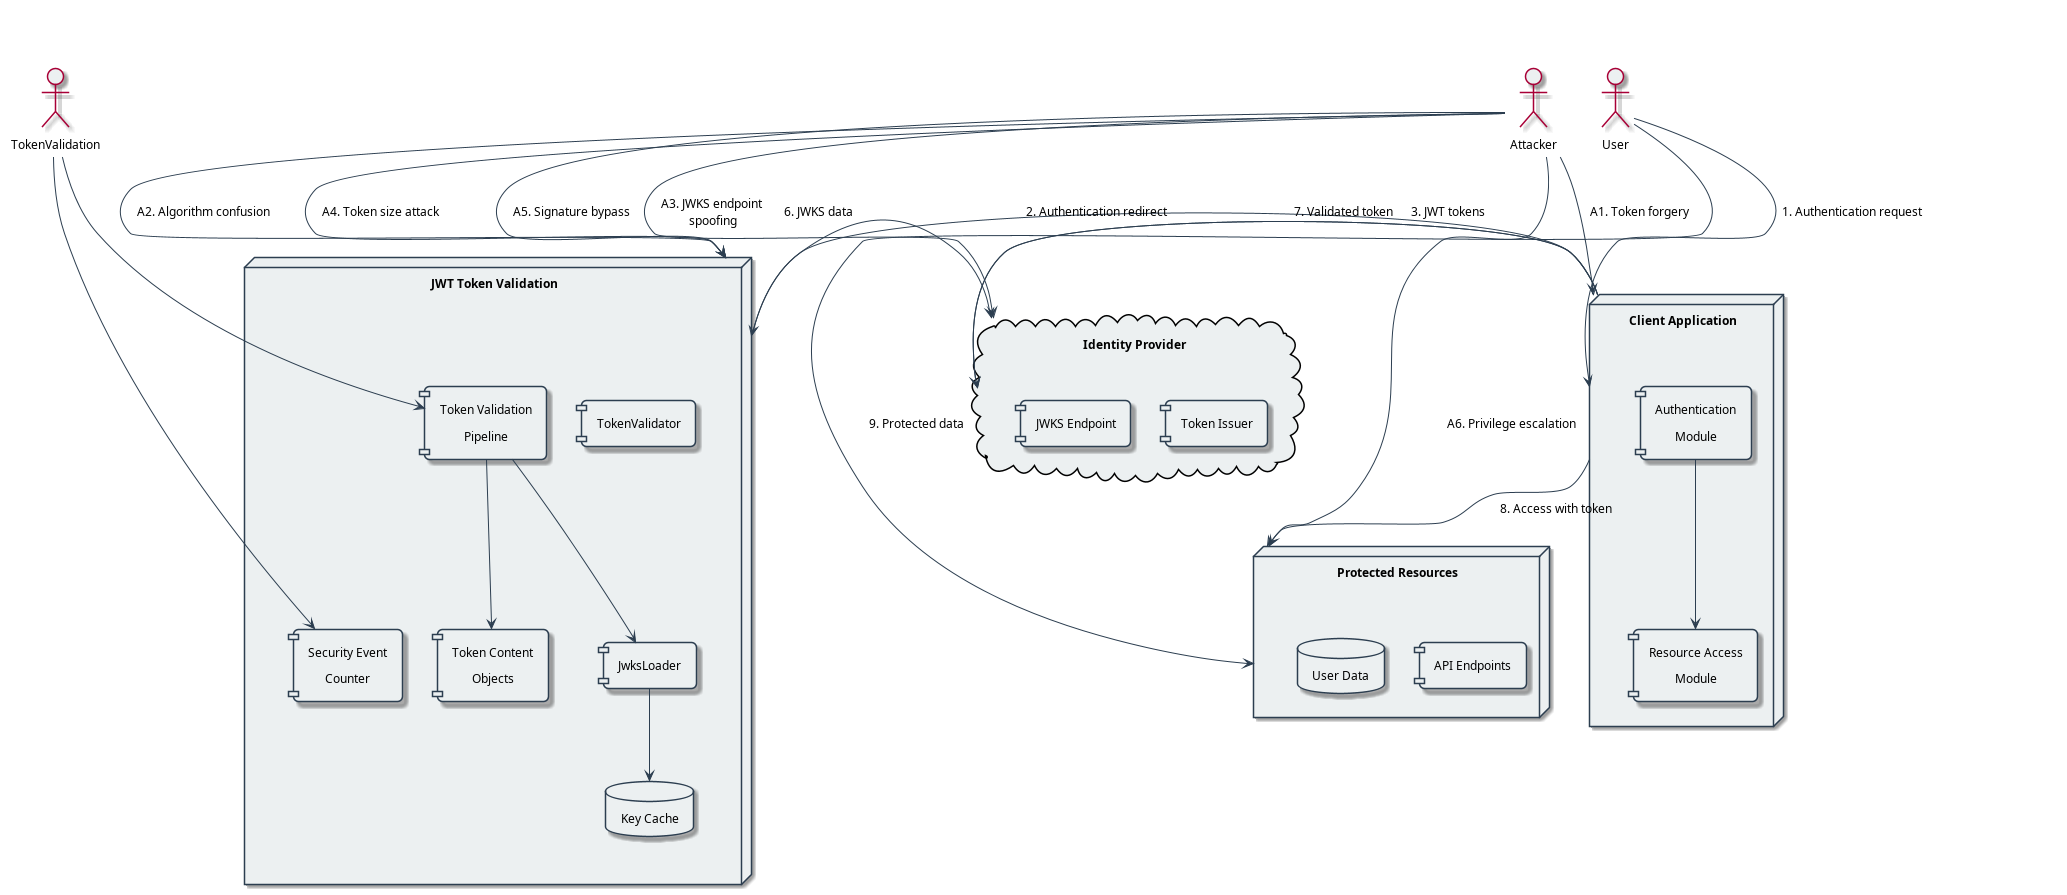 TokenValidation
Attacker
User
A2. Algorithm confusion
A4. Token size attack
A5. Signature bypass
A3. JWKS endpoint
spoofing
6. JWKS data
2. Authentication redirect
7. Validated token
3. JWT tokens
A1. Token forgery
1. Authentication request
JWT Token Validation
Token Validation
Pipeline
TokenValidator
Security Event
Counter
Token Content
Objects
JwksLoader
Key Cache
Identity Provider
JWKS Endpoint
Token Issuer
9. Protected data
A6. Privilege escalation
8. Access with token
Client Application
Authentication
Module
Resource Access
Module
Protected Resources
User Data
API Endpoints